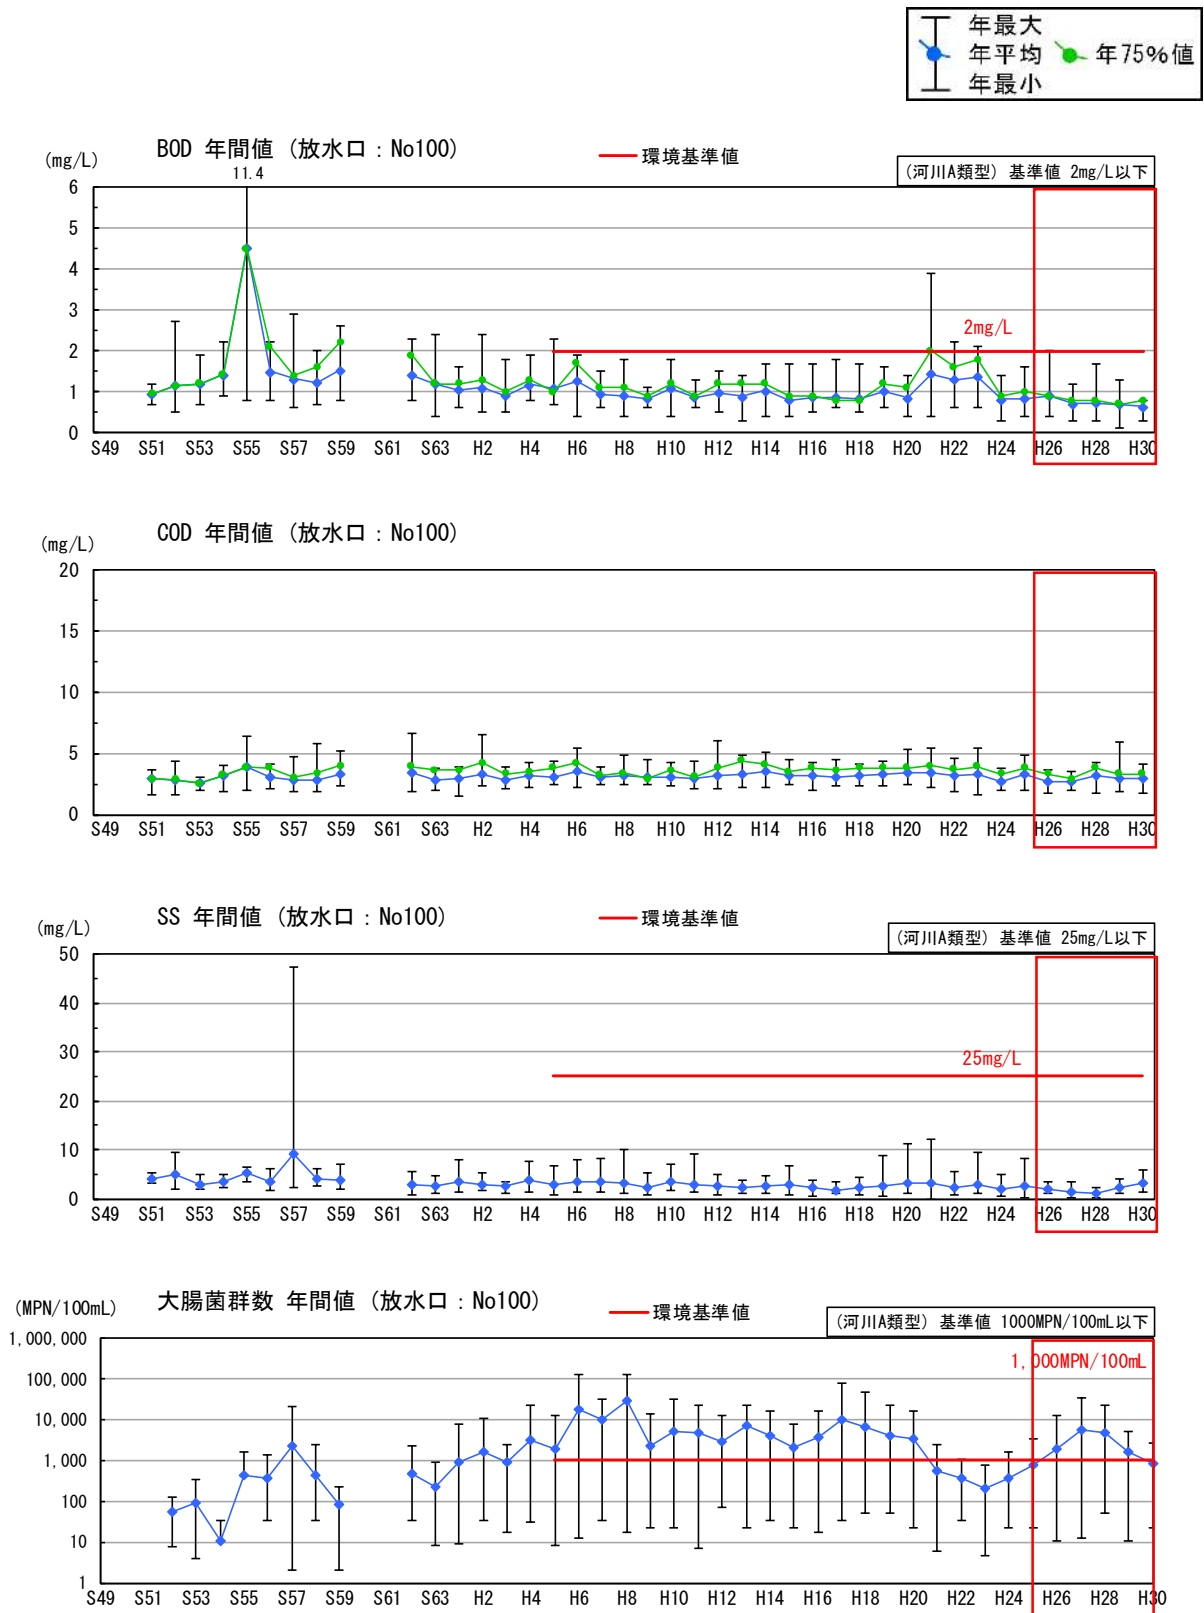 年最大
年平均 年75%値
年最小
BOD 年間値 (放水口：No100)
環境基準値
(mg/L)
(河川A類型) 基準値 2mg/L以下
11.4
6
5
4
3
2
1
0
2mg/L
S49 S51 S53 S55 S57 S59 S61 S63 H2 H4 H6 H8 H10 H12 H14 H16 H18 H20 H22 H24 H26 H28 H30
COD 年間値 (放水口：No100)
(mg/L)
20
15
10
5
0
S49 S51 S53 S55 S57 S59 S61 S63 H2 H4 H6 H8 H10 H12 H14 H16 H18 H20 H22 H24 H26 H28 H30
SS 年間値 (放水口：No100)
環境基準値
(mg/L)
(河川A類型) 基準値 25mg/L以下
50
40
30
20
10
0
25mg/L
S49 S51 S53 S55 S57 S59 S61 S63 H2 H4 H6 H8 H10 H12 H14 H16 H18 H20 H22 H24 H26 H28 H30
大腸菌群数 年間値 (放水口：No100)
環境基準値
(MPN/100mL)
(河川A類型) 基準値 1000MPN/100mL以下
1,000,000
100,000
10,000
1,000
100
10
1
1,000MPN/100mL
S49 S51 S53 S55 S57 S59 S61 S63 H2 H4 H6 H8 H10 H12 H14 H16 H18 H20 H22 H24 H26 H28 H30